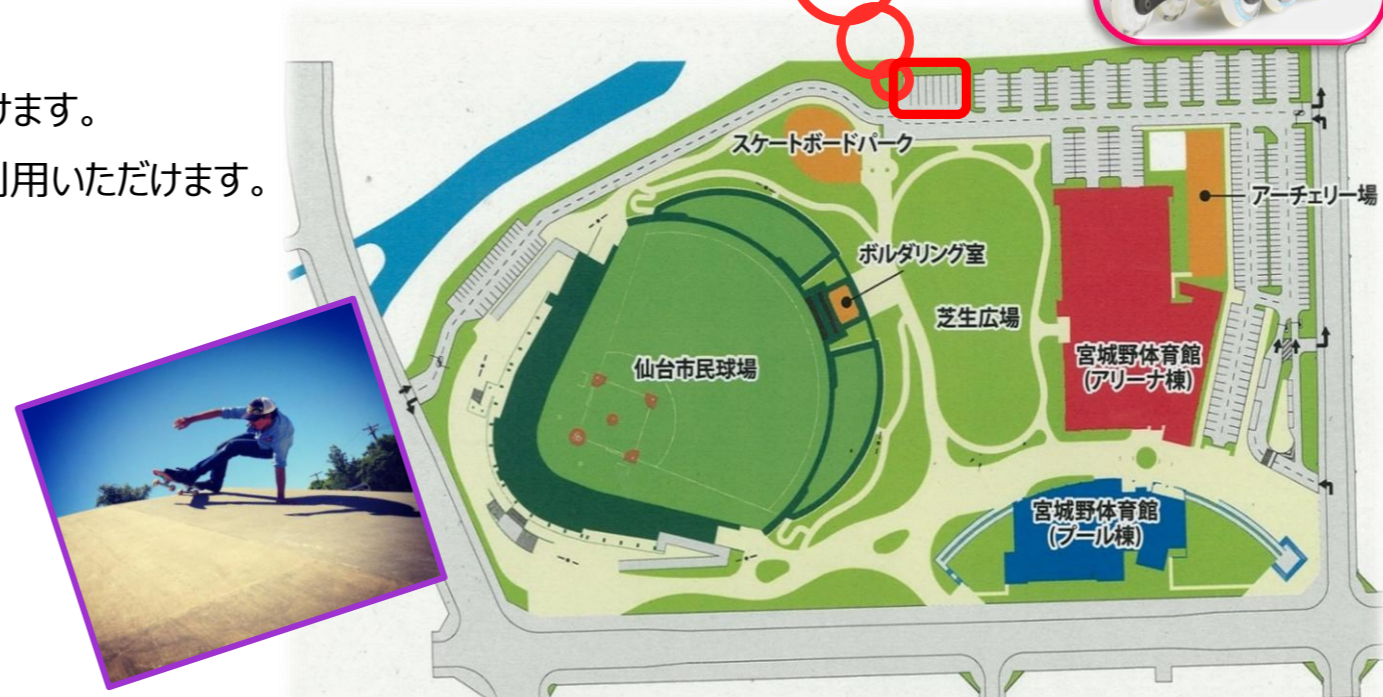 けます。
利用いただけます。
スケートボードパーク
アーチェリー場
ボルダリング室
芝生広場
仙台市民球場
宮城野体育館
(アリーナ棟)
宮城野体育館
(プール棟)